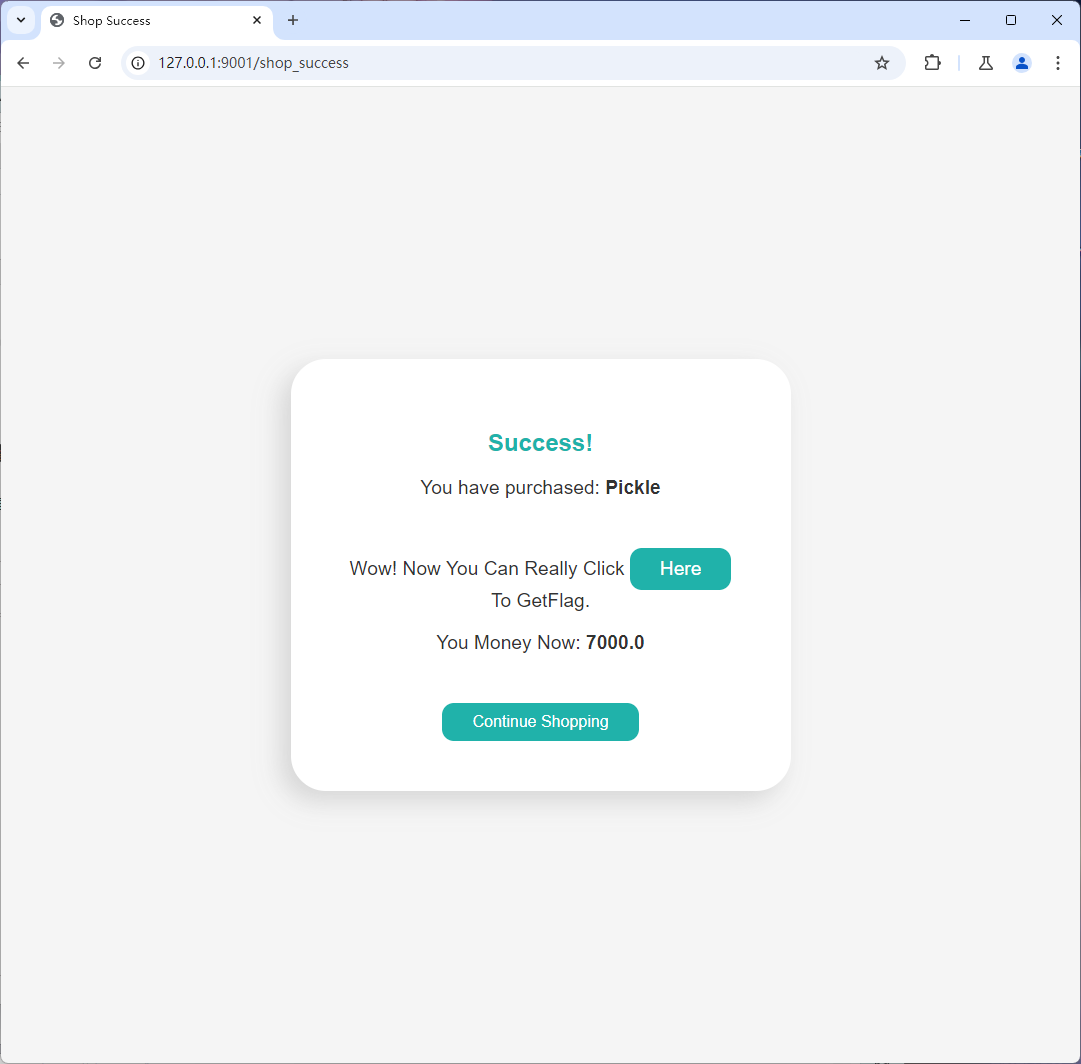 Shop Success
127.0.0.1:9001/shop_success
Success!
You have purchased: Pickle
Wow! Now You Can Really Click Here
To GetFlag.
You Money Now: 7000.0
Continue Shopping